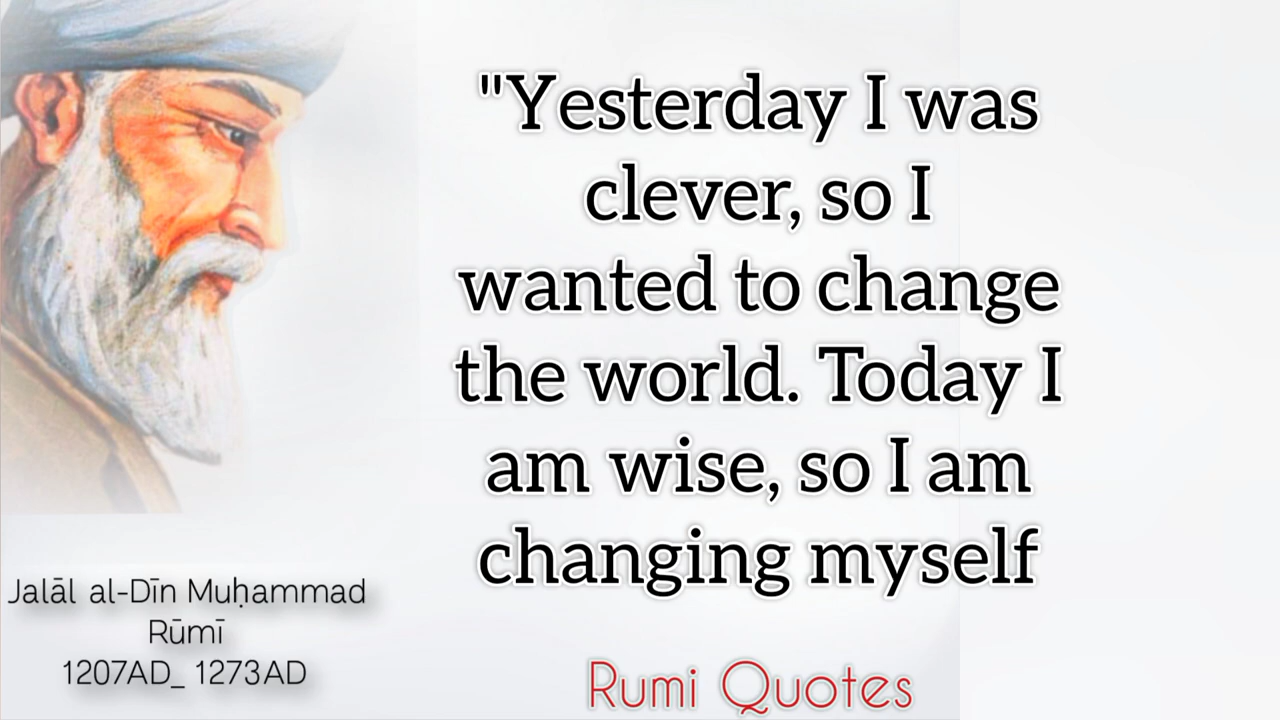 "Yesterday I was
clever, so I
wanted to change
the world. Today I
am wise, so I am
changing myself
Jalāl al-Dīn Muḥammad
Rūmī
1207AD_ 1273AD
Rumi Quotes